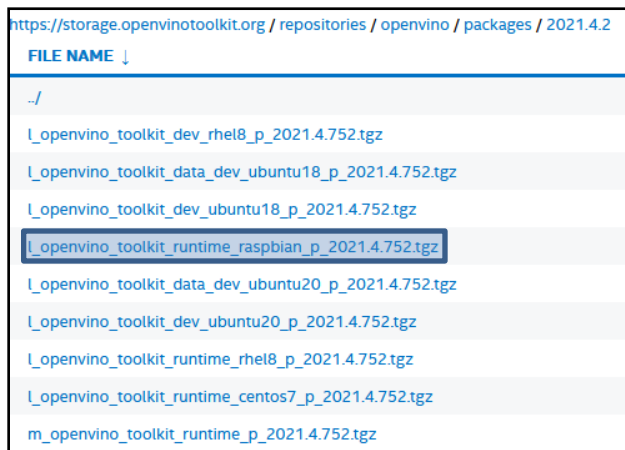 https://storage.openvinotoolkit.org / repositories / openvino / packages / 2021.4.2
FILE NAME ↓
../
l_openvino_toolkit_dev_rhel8_p_2021.4.752.tgz
l_openvino_toolkit_data_dev_ubuntu18_p_2021.4.752.tgz
l_openvino_toolkit_dev_ubuntu18_p_2021.4.752.tgz
l_openvino_toolkit_runtime_raspbian_p_2021.4.752.tgz
l_openvino_toolkit_data_dev_ubuntu20_p_2021.4.752.tgz
l_openvino_toolkit_dev_ubuntu20_p_2021.4.752.tgz
l_openvino_toolkit_runtime_rhel8_p_2021.4.752.tgz
l_openvino_toolkit_runtime_centos7_p_2021.4.752.tgz
m_openvino_toolkit_runtime_p_2021.4.752.tgz